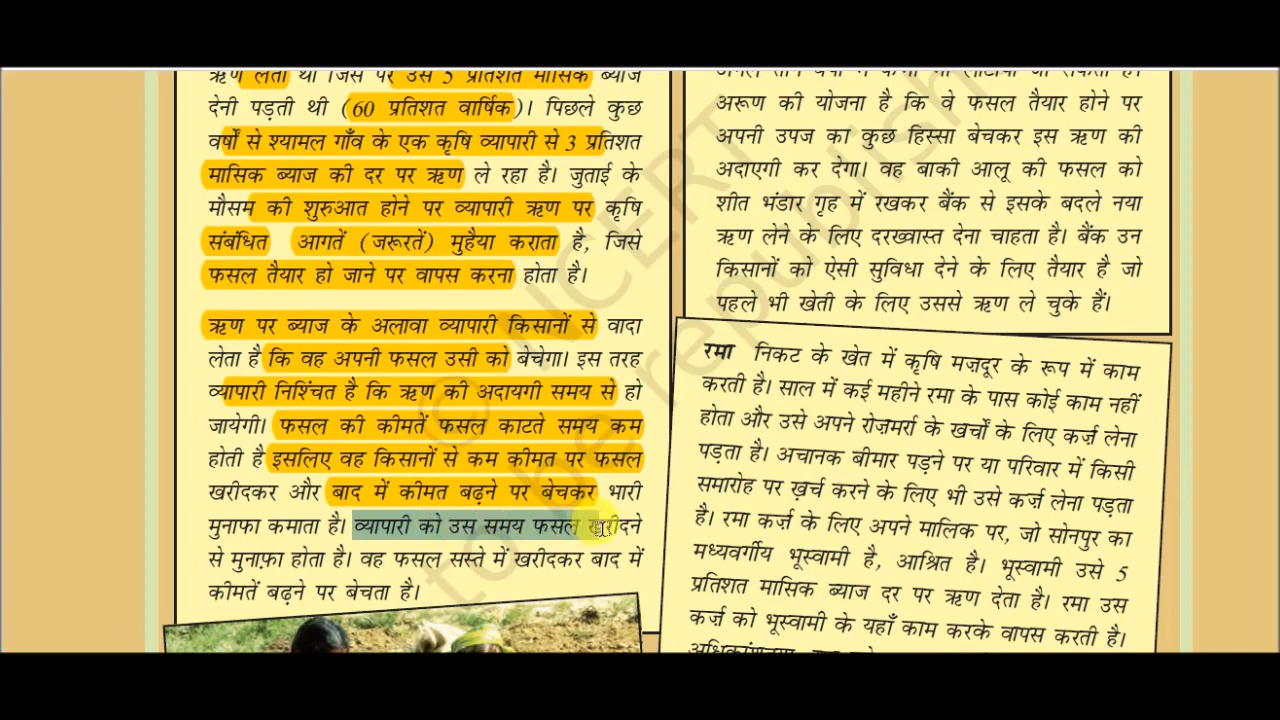 ऋण लेता था जिस पर उसे 5 प्रतिशत मासिक ब्याज
देनी पड़ती थी (60 प्रतिशत वार्षिक)। पिछले कुछ
वर्षों से श्यामल गाँव के एक कृषि व्यापारी से 3 प्रतिशत
मासिक ब्याज की दर पर ऋण ले रहा है। जुताई के
मौसम की शुरुआत होने पर व्यापारी ऋण पर कृषि
संबंधित आगतें (जरूरतें) मुहैया कराता है, जिसे
फसल तैयार हो जाने पर वापस करना होता है।
ऋण पर ब्याज के अलावा व्यापारी किसानों से वादा
लेता है कि वह अपनी फसल उसी को बेचेगा। इस तरह
व्यापारी निश्चिंत है कि ऋण की अदायगी समय से हो
जायेगी। फसल की कीमतें फसल काटते समय कम
होती है इसलिए वह किसानों से कम कीमत पर फसल
खरीदकर और बाद में कीमत बढ़ने पर बेचकर भारी
मुनाफा कमाता है। व्यापारी को उस समय फसल खरीदने
से मुनाफ़ा होता है। वह फसल सस्ते में खरीदकर बाद में
कीमतें बढ़ने पर बेचता है।
अरूण की योजना है कि वे फसल तैयार होने पर
अपनी उपज का कुछ हिस्सा बेचकर इस ऋण की
अदाएगी कर देगा। वह बाकी आलू की फसल को
शीत भंडार गृह में रखकर बैंक से इसके बदले नया
ऋण लेने के लिए दरख्वास्त देना चाहता है। बैंक उन
किसानों को ऐसी सुविधा देने के लिए तैयार है जो
पहले भी खेती के लिए उससे ऋण ले चुके हैं।
रमा निकट के खेत में कृषि मज़दूर के रूप में काम
करती है। साल में कई महीने रमा के पास कोई काम नहीं
होता और उसे अपने रोज़मर्रा के खर्चों के लिए कर्ज़ लेना
पड़ता है। अचानक बीमार पड़ने पर या परिवार में किसी
समारोह पर ख़र्च करने के लिए भी उसे कर्ज़ लेना पड़ता
है। रमा कर्ज के लिए अपने मालिक पर, जो सोनपुर का
मध्यवर्गीय भूस्वामी है, आश्रित है। भूस्वामी उसे 5
प्रतिशत मासिक ब्याज दर पर ऋण देता है। रमा उस
कर्ज को भूस्वामी के यहाँ काम करके वापस करती है।
© NCERT
to be republish